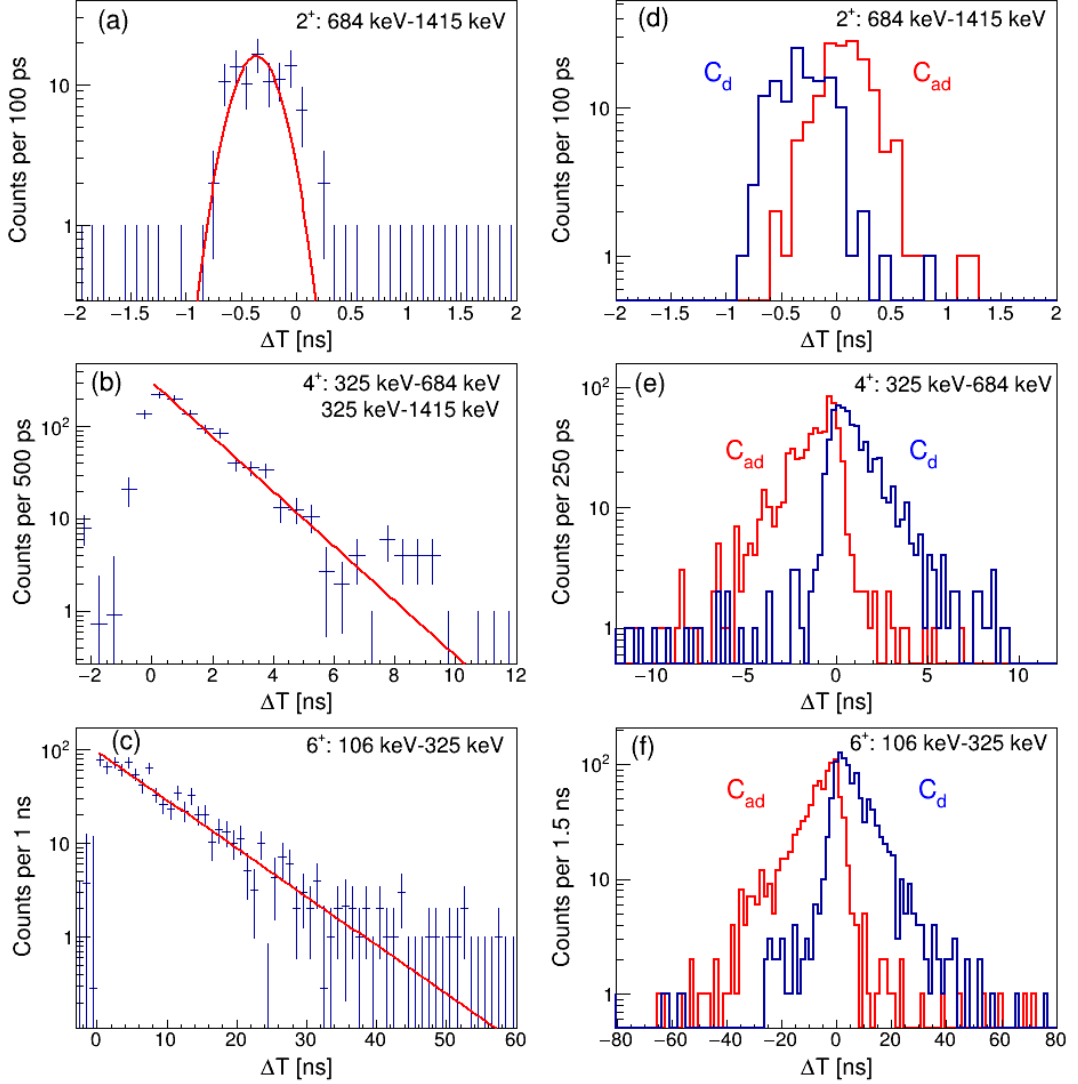 (a)
2⁺: 684 keV-1415 keV
Counts per 100 ps
10
1
−2 −1.5 −1 −0.5 0 0.5 1 1.5 2
ΔT [ns]
(d)
2⁺: 684 keV-1415 keV
C_d
C_ad
Counts per 100 ps
10
1
−2 −1.5 −1 −0.5 0 0.5 1 1.5 2
ΔT [ns]
(b)
4⁺: 325 keV-684 keV
325 keV-1415 keV
Counts per 500 ps
10²
10
1
−2 0 2 4 6 8 10 12
ΔT [ns]
(e)
4⁺: 325 keV-684 keV
C_ad
C_d
Counts per 250 ps
10²
10
1
−10 −5 0 5 10
ΔT [ns]
(c)
6⁺: 106 keV-325 keV
Counts per 1 ns
10²
10
1
0 10 20 30 40 50 60
ΔT [ns]
(f)
6⁺: 106 keV-325 keV
C_ad
C_d
Counts per 1.5 ns
10²
10
1
−80 −60 −40 −20 0 20 40 60 80
ΔT [ns]